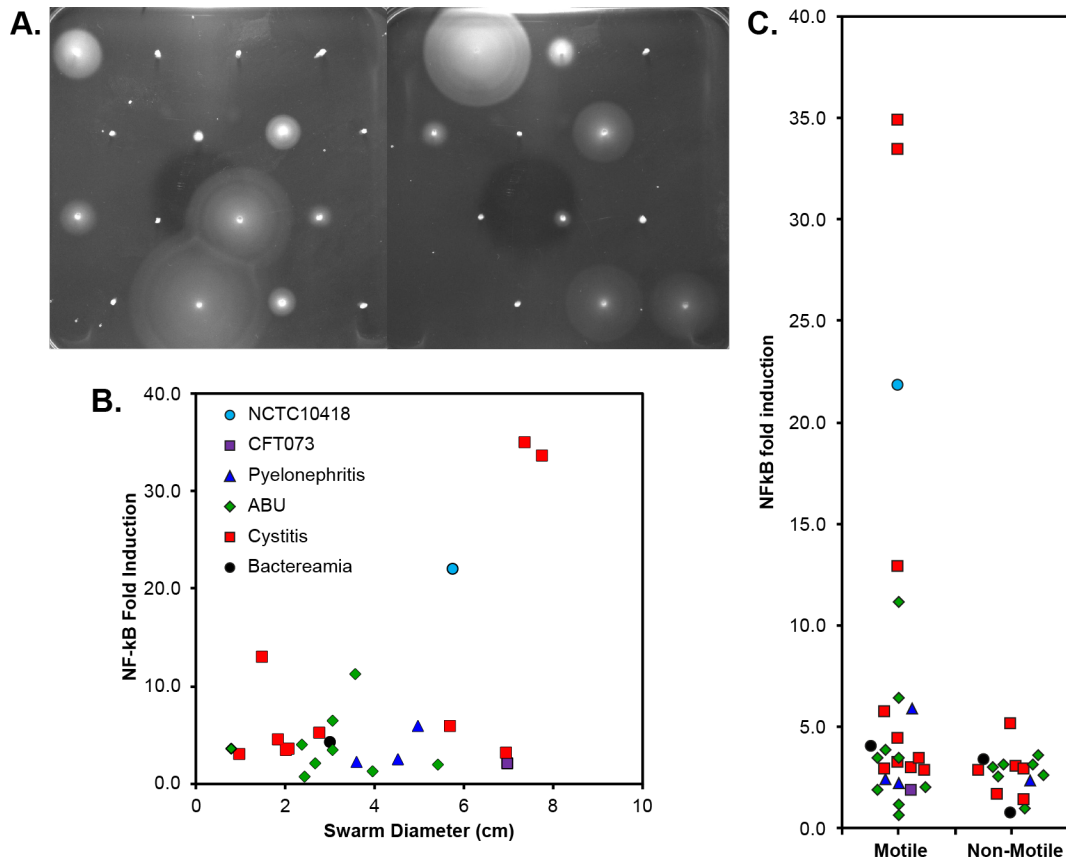 A.
B.
40.0
30.0
20.0
10.0
0.0
NF-kB Fold Induction
NCTC10418
CFT073
Pyelonephritis
ABU
Cystitis
Bactereamia
0
2
4
6
8
10
Swarm Diameter (cm)
C.
40.0
35.0
30.0
25.0
20.0
15.0
10.0
5.0
0.0
NFkB fold induction
Motile
Non-Motile